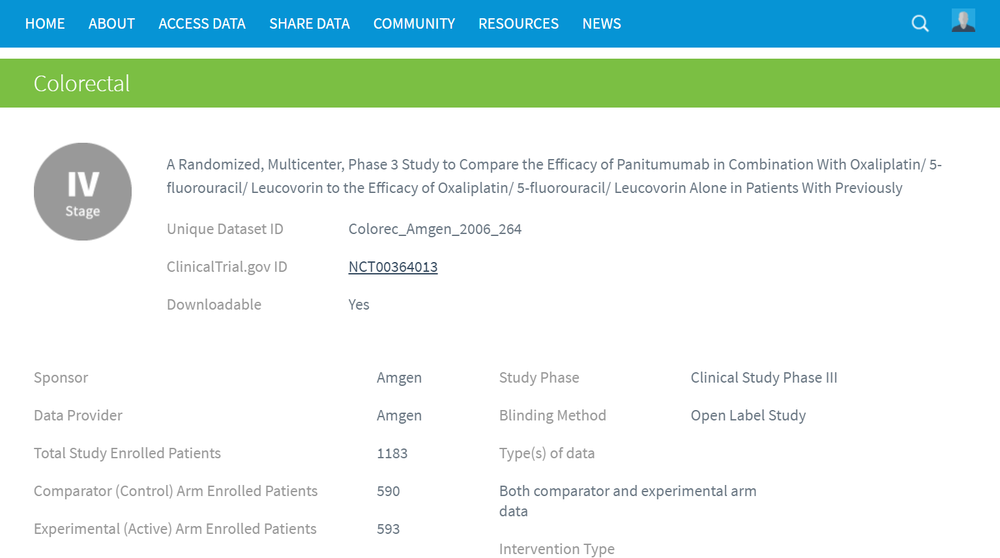 HOME ABOUT ACCESS DATA SHARE DATA COMMUNITY RESOURCES NEWS
Colorectal
IV
Stage
A Randomized, Multicenter, Phase 3 Study to Compare the Efficacy of Panitumumab in Combination With Oxaliplatin/ 5-
fluorouracil/ Leucovorin to the Efficacy of Oxaliplatin/ 5-fluorouracil/ Leucovorin Alone in Patients With Previously
Unique Dataset ID Colorec_Amgen_2006_264
ClinicalTrial.gov ID NCT00364013
Downloadable Yes
Sponsor Amgen
Data Provider Amgen
Total Study Enrolled Patients 1183
Comparator (Control) Arm Enrolled Patients 590
Experimental (Active) Arm Enrolled Patients 593
Study Phase Clinical Study Phase III
Blinding Method Open Label Study
Type(s) of data
Both comparator and experimental arm
data
Intervention Type